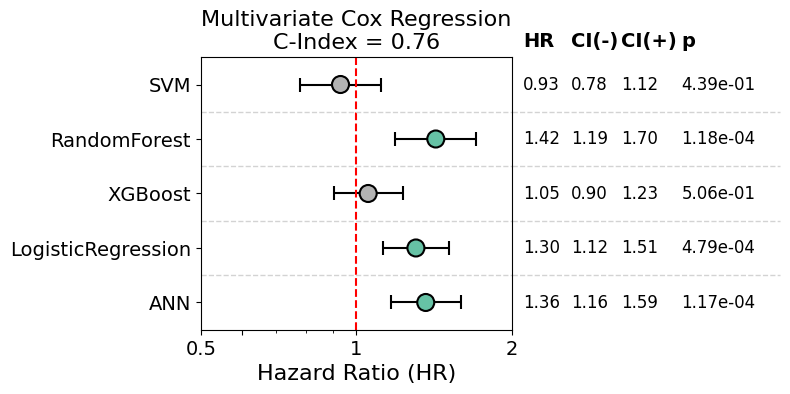 Multivariate Cox Regression
C-Index = 0.76
HR CI(-) CI(+) p
SVM 0.93 0.78 1.12 4.39e-01
RandomForest 1.42 1.19 1.70 1.18e-04
XGBoost 1.05 0.90 1.23 5.06e-01
LogisticRegression 1.30 1.12 1.51 4.79e-04
ANN 1.36 1.16 1.59 1.17e-04
0.5 1 2
Hazard Ratio (HR)